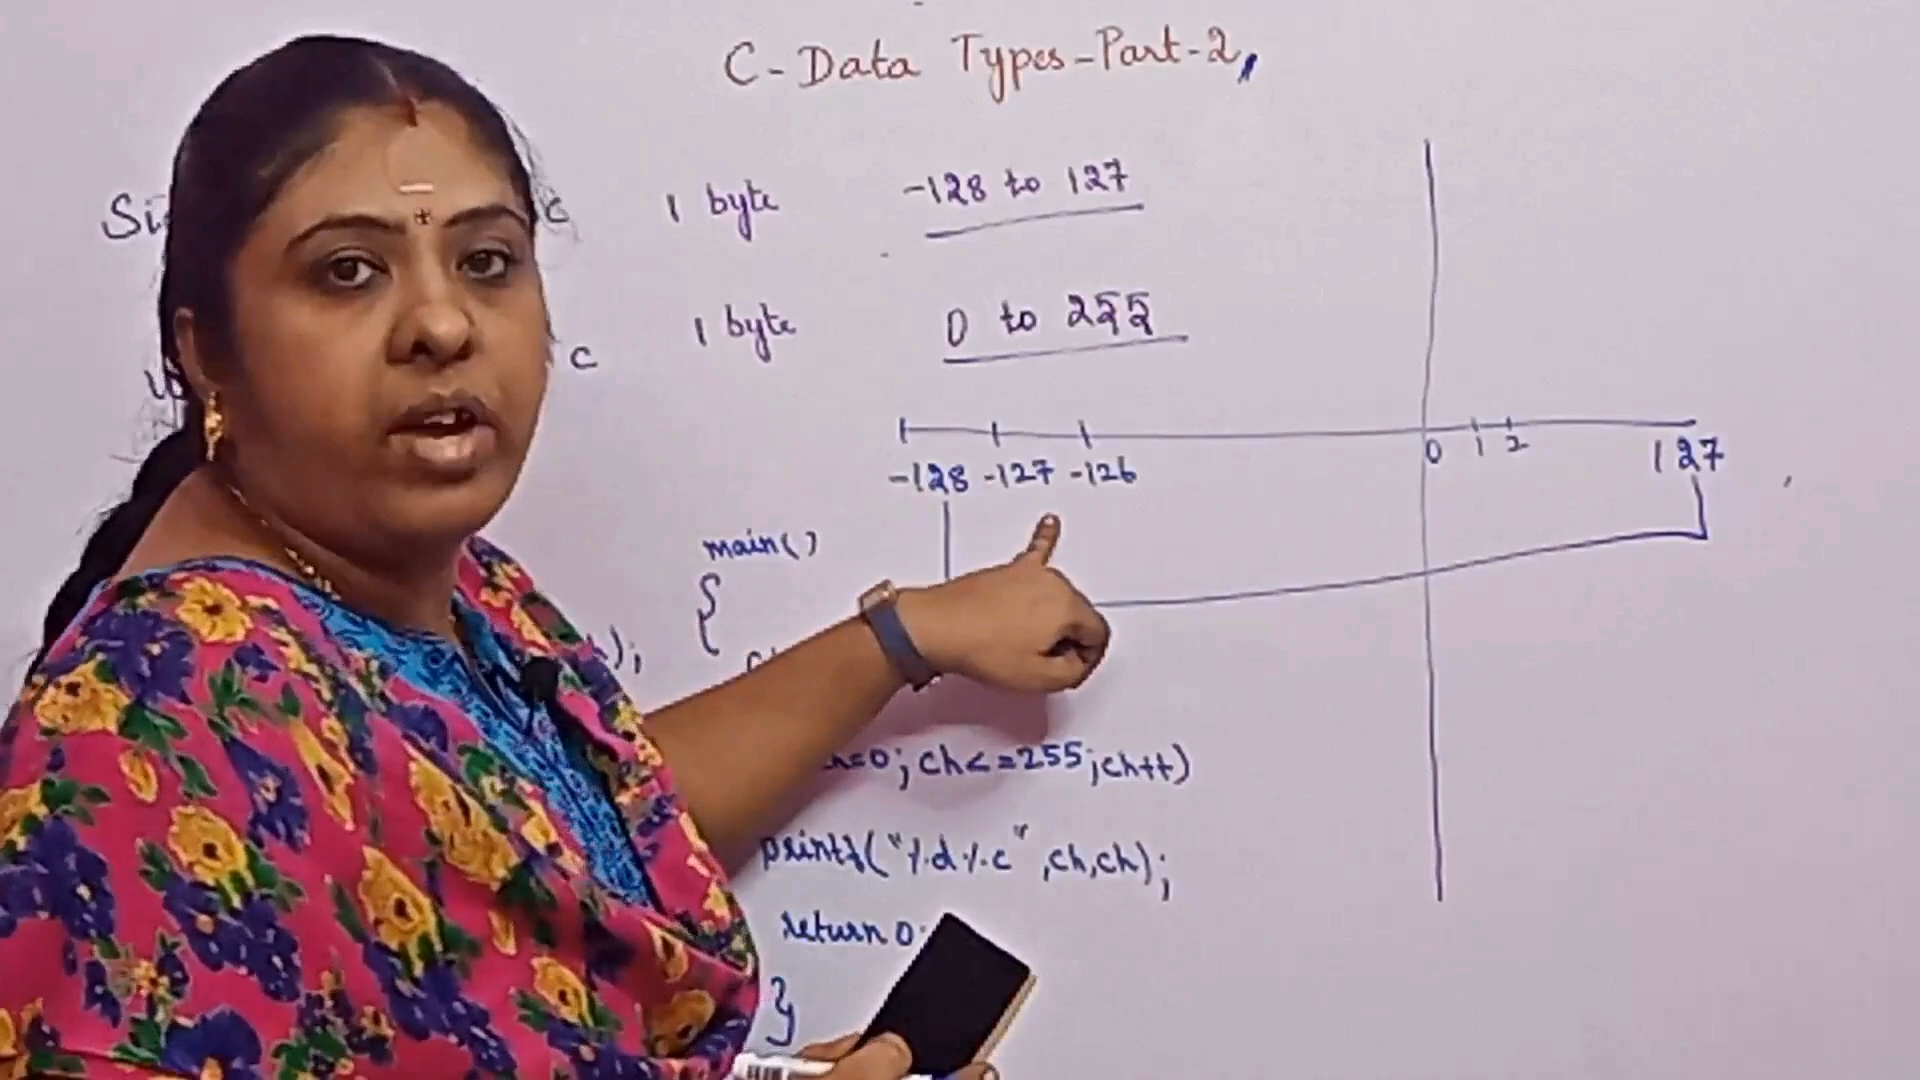 C-Data Types-Part-2,
1 byte -128 to 127
c 1 byte 0 to 255
0 1 2 127
-128 -127 -126
main()
{
);
=0; ch<=255; ch++)
printf("%d%c", ch, ch);
return 0
}